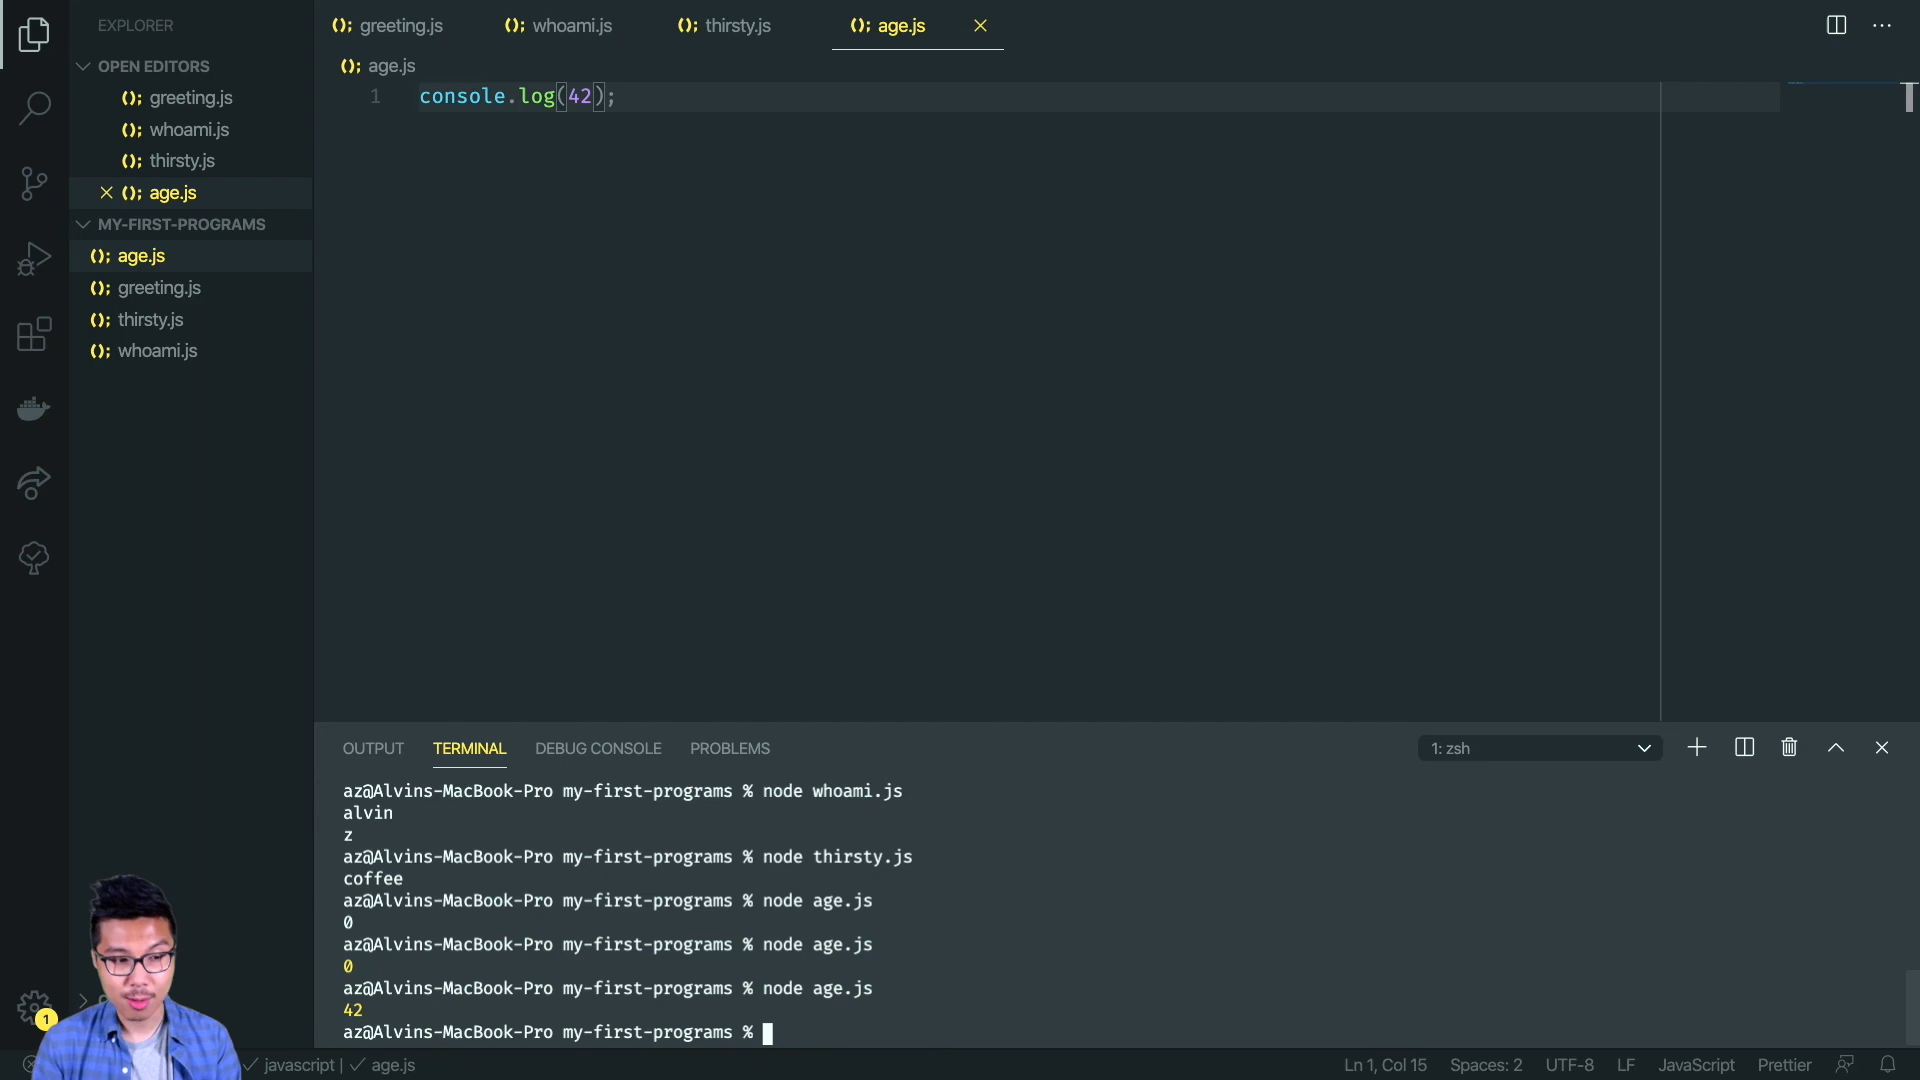 EXPLORER
OPEN EDITORS
(); greeting.js
(); whoami.js
(); thirsty.js
(); age.js
MY-FIRST-PROGRAMS
(); age.js
(); greeting.js
(); thirsty.js
(); whoami.js
(); greeting.js (); whoami.js (); thirsty.js (); age.js
(); age.js
1 console.log(42);
OUTPUT TERMINAL DEBUG CONSOLE PROBLEMS 1: zsh
az@Alvins-MacBook-Pro my-first-programs % node whoami.js
alvin
z
az@Alvins-MacBook-Pro my-first-programs % node thirsty.js
coffee
az@Alvins-MacBook-Pro my-first-programs % node age.js
0
az@Alvins-MacBook-Pro my-first-programs % node age.js
0
az@Alvins-MacBook-Pro my-first-programs % node age.js
42
az@Alvins-MacBook-Pro my-first-programs %
1
javascript | age.js Ln 1, Col 15 Spaces: 2 UTF-8 LF JavaScript Prettier